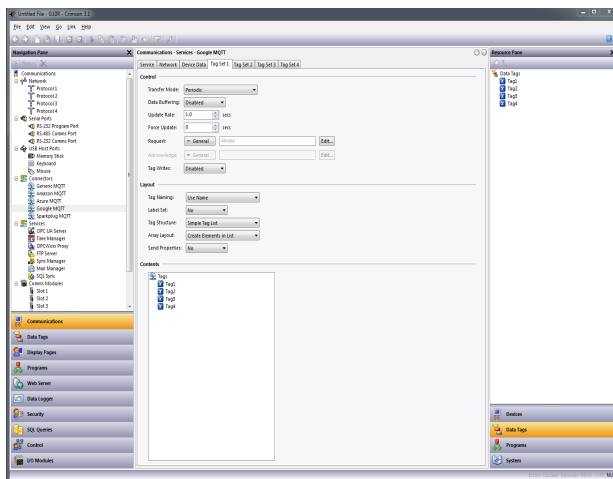 Untitled File - G10R - Crimson 3.1
File Edit View Go Link Help
Navigation Pane
Communications
Network
Protocol 1
Protocol 2
Protocol 3
Protocol 4
Serial Ports
RS-232 Program Port
RS-485 Comms Port
RS-232 Comms Port
USB Host Ports
Memory Stick
Keyboard
Mouse
Connectors
Generic MQTT
Amazon MQTT
Azure MQTT
Google MQTT
Sparkplug MQTT
Services
OPC UA Server
Time Manager
OPCWorx Proxy
FTP Server
Sync Manager
Mail Manager
SQL Sync
Comms Modules
Slot 1
Slot 2
Slot 3
Communications
Data Tags
Display Pages
Programs
Web Server
Data Logger
Security
SQL Queries
Control
I/O Modules
Communications - Services - Google MQTT
Service Network Device Data Tag Set 1 Tag Set 2 Tag Set 3 Tag Set 4
Control
Transfer Mode: Periodic
Data Buffering: Disabled
Update Rate: 1.0 secs
Force Update: 0 secs
Request: General Always Edit...
Acknowledge: General Edit...
Tag Writes: Disabled
Layout
Tag Naming: Use Name
Label Set: No
Tag Structure: Simple Tag List
Array Layout: Create Elements in List
Send Properties: No
Contents
Tags
Tag1
Tag2
Tag3
Tag4
Resource Pane
Data Tags
Tag1
Tag2
Tag3
Tag4
Devices
Data Tags
Programs
System